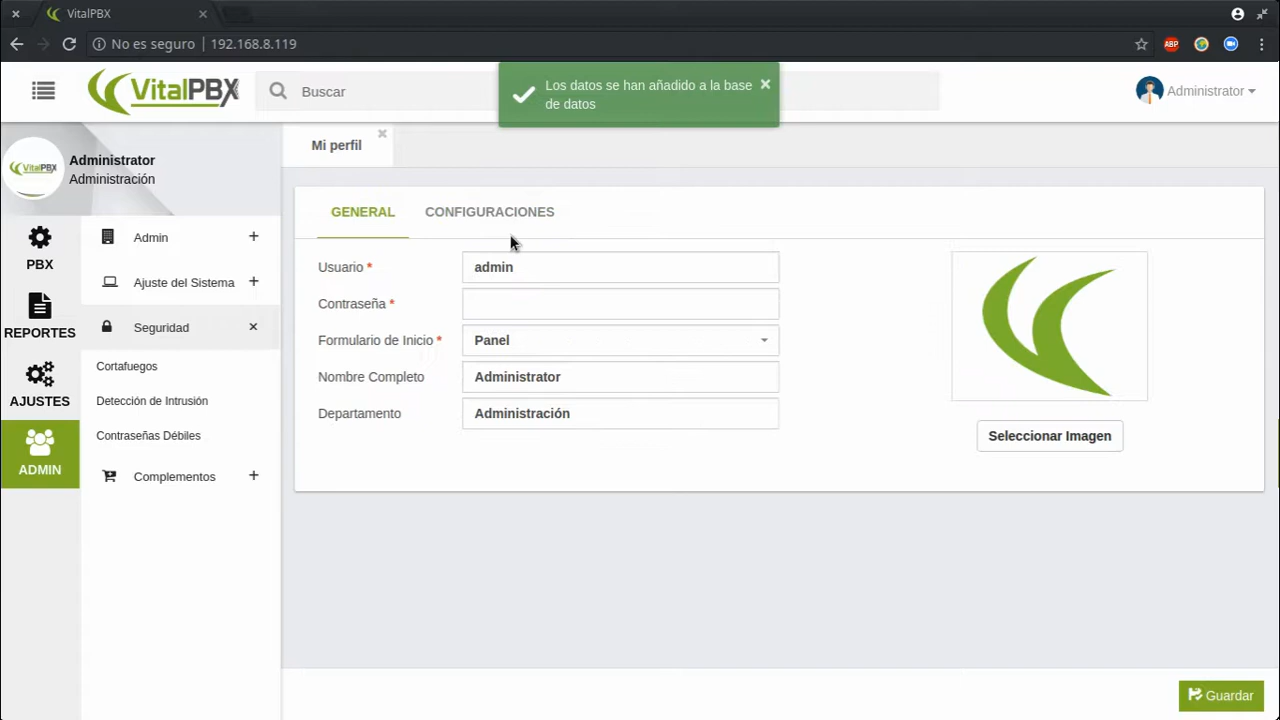 VitalPBX
No es seguro | 192.168.8.119
ABP
VitalPBX
Buscar
Los datos se han añadido a la base
de datos
Administrator
VitalPBX
Administrator
Administración
Mi perfil
PBX
REPORTES
AJUSTES
ADMIN
Admin
Ajuste del Sistema
Seguridad
Cortafuegos
Detección de Intrusión
Contraseñas Débiles
Complementos
GENERAL CONFIGURACIONES
Usuario * admin
Contraseña *
Formulario de Inicio * Panel
Nombre Completo Administrator
Departamento Administración
Seleccionar Imagen
Guardar